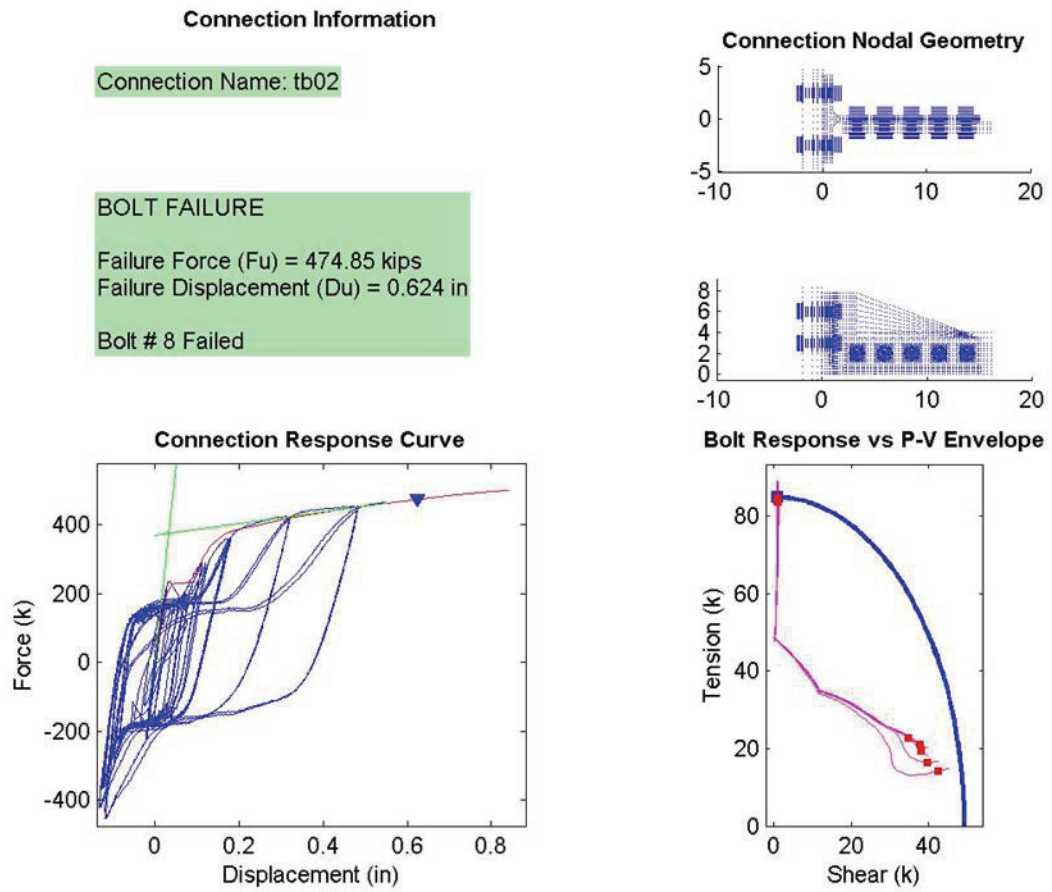 Connection Information
Connection Name: tb02
BOLT FAILURE
Failure Force (Fu) = 474.85 kips
Failure Displacement (Du) = 0.624 in
Bolt # 8 Failed
Connection Nodal Geometry
5
0
-5
-10 0 10 20
8
6
4
2
0
-10 0 10 20
Connection Response Curve
Force (k)
400
200
0
-200
-400
0 0.2 0.4 0.6 0.8
Displacement (in)
Bolt Response vs P-V Envelope
Tension (k)
80
60
40
20
0
0 20 40
Shear (k)